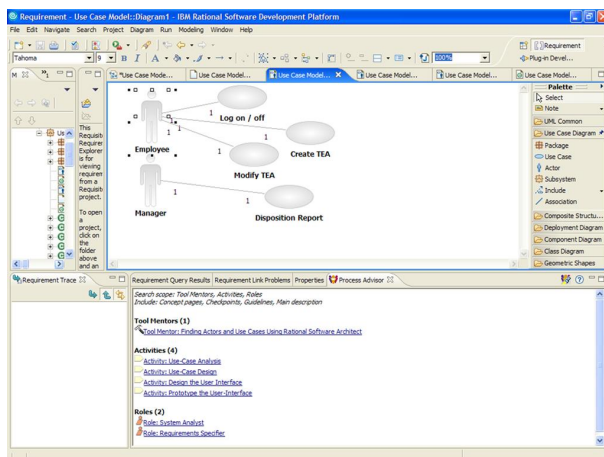 Requirement - Use Case Model::Diagram1 - IBM Rational Software Development Platform
File Edit Navigate Search Project Diagram Run Modeling Window Help
Requirement
Tahoma 9 B I A 100% Plug-in Devel...
M *Use Case Mode... Use Case Model... Use Case Model... Use Case Model... Use Case Model... Use Case Model...
Palette
Select
Note
UML Common
Use Case Diagram
Package
Use Case
Actor
Subsystem
Include
Association
Composite Structu...
Deployment Diagram
Component Diagram
Class Diagram
Geometric Shapes
Us
This
Requisit
Requirer
Explorer
is for
viewing
requirem
from a
Requisit
project.
To open
a
project,
click on
the
folder
above
and an
Log on / off
1
1
1
1
Employee
1
Create TEA
1
Modify TEA
1
Manager
1
Disposition Report
Requirement Trace
Requirement Query Results Requirement Link Problems Properties Process Advisor
Search scope: Tool Mentors, Activities, Roles
Include: Concept pages, Checkpoints, Guidelines, Main description
Tool Mentors (1)
Tool Mentor: Finding Actors and Use Cases Using Rational Software Architect
Activities (4)
Activity: Use-Case Analysis
Activity: Use-Case Design
Activity: Design the User Interface
Activity: Prototype the User-Interface
Roles (2)
Role: System Analyst
Role: Requirements Specifier